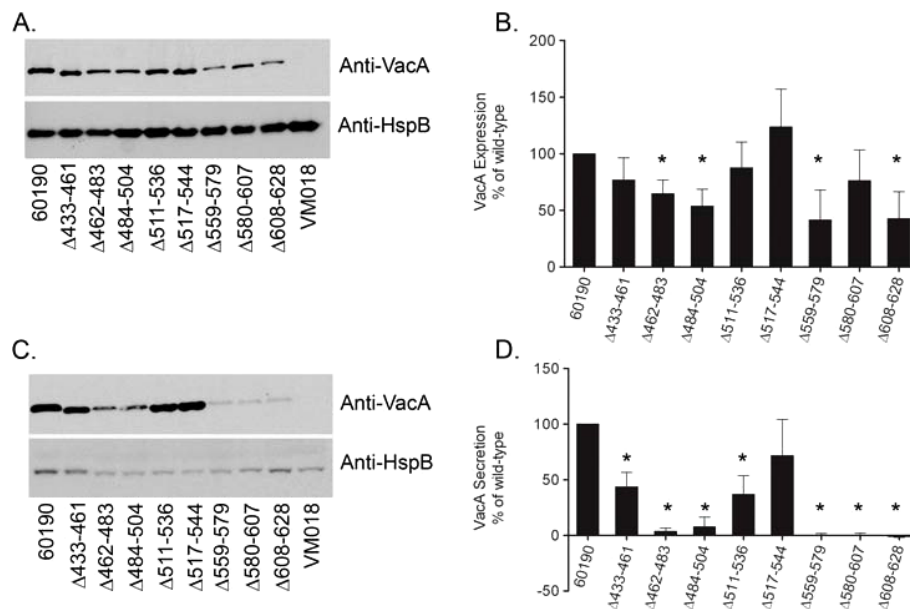 A.
Anti-VacA
Anti-HspB
60190
Δ433-461
Δ462-483
Δ484-504
Δ511-536
Δ517-544
Δ559-579
Δ580-607
Δ608-628
VM018
B.
VacA Expression
% of wild-type
200
150
100
50
0
* * * *
60190
Δ433-461
Δ462-483
Δ484-504
Δ511-536
Δ517-544
Δ559-579
Δ580-607
Δ608-628
C.
Anti-VacA
Anti-HspB
60190
Δ433-461
Δ462-483
Δ484-504
Δ511-536
Δ517-544
Δ559-579
Δ580-607
Δ608-628
VM018
D.
VacA Secretion
% of wild-type
150
100
50
0
-50
* * * * * * *
60190
Δ433-461
Δ462-483
Δ484-504
Δ511-536
Δ517-544
Δ559-579
Δ580-607
Δ608-628